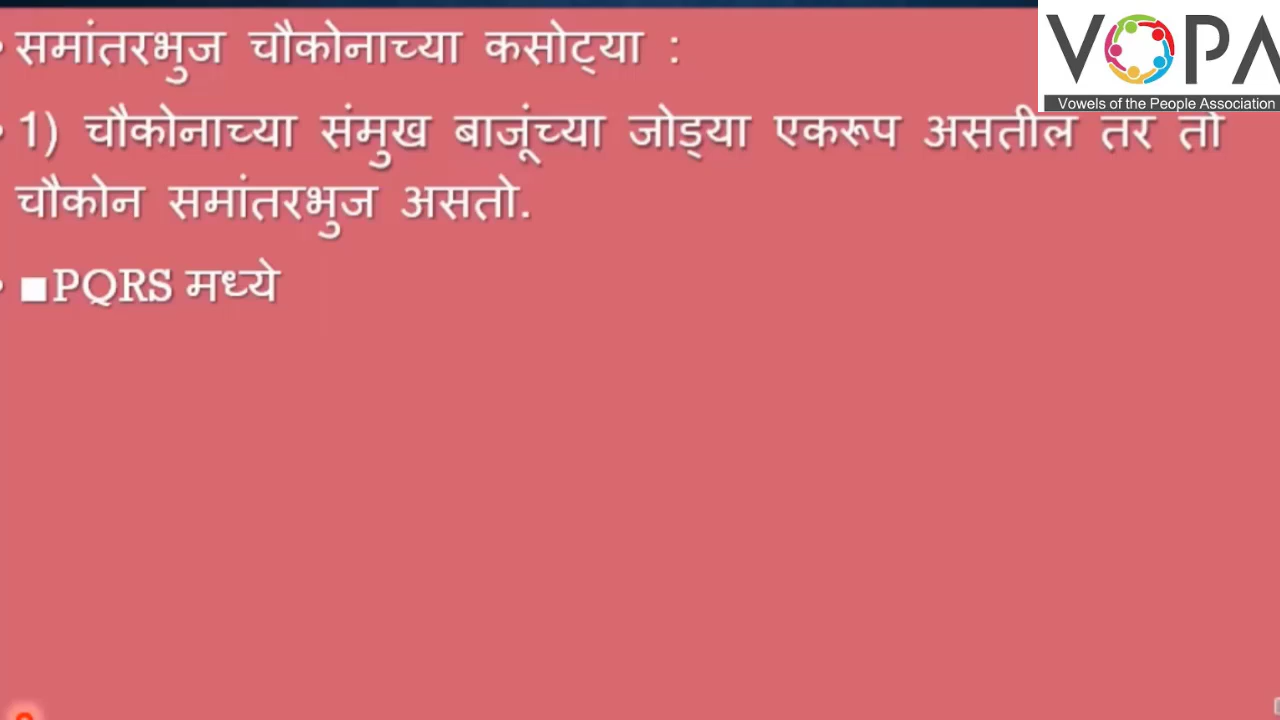 समांतरभुज चौकोनाच्या कसोट्या :
1) चौकोनाच्या संमुख बाजूंच्या जोड्या एकरूप असतील तर तो
चौकोन समांतरभुज असतो.
■PQRS मध्ये
VOPA
Vowels of the People Association